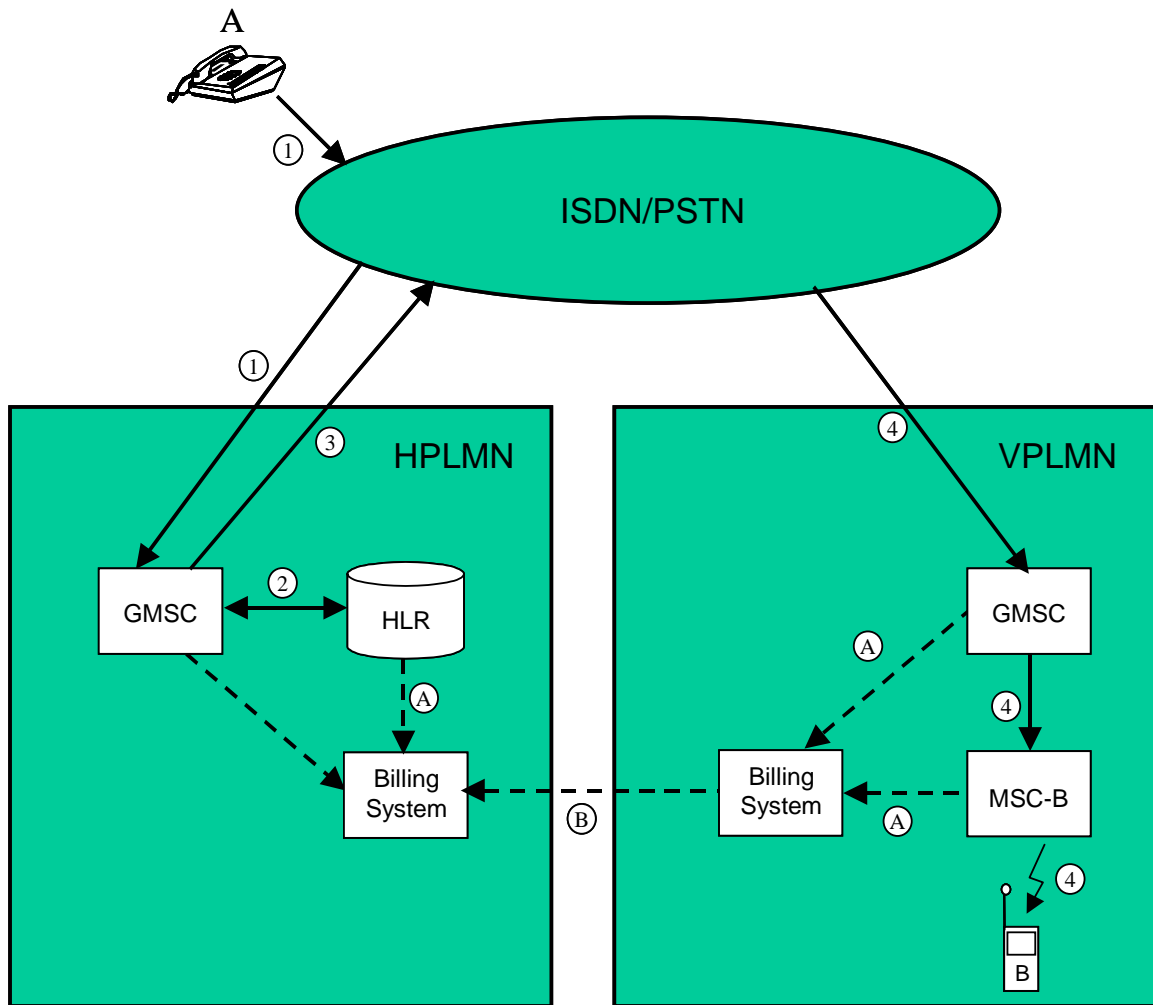 A
1
ISDN/PSTN
1
3
4
HPLMN
VPLMN
2
GMSC
HLR
GMSC
A
A
4
Billing
System
Billing
System
MSC-B
B
A
4
B